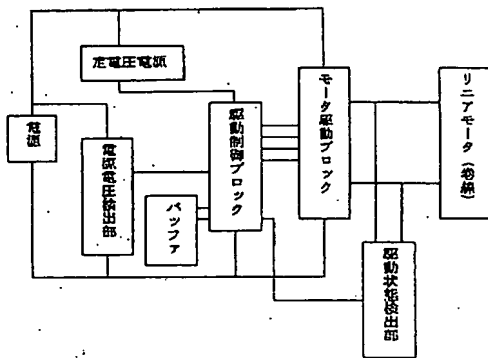 定電圧電源
電源
電源電圧検出部
バッファ
駆動制御ブロック
モータ駆動ブロック
リニアモータ(巻線)
駆動状態検出部